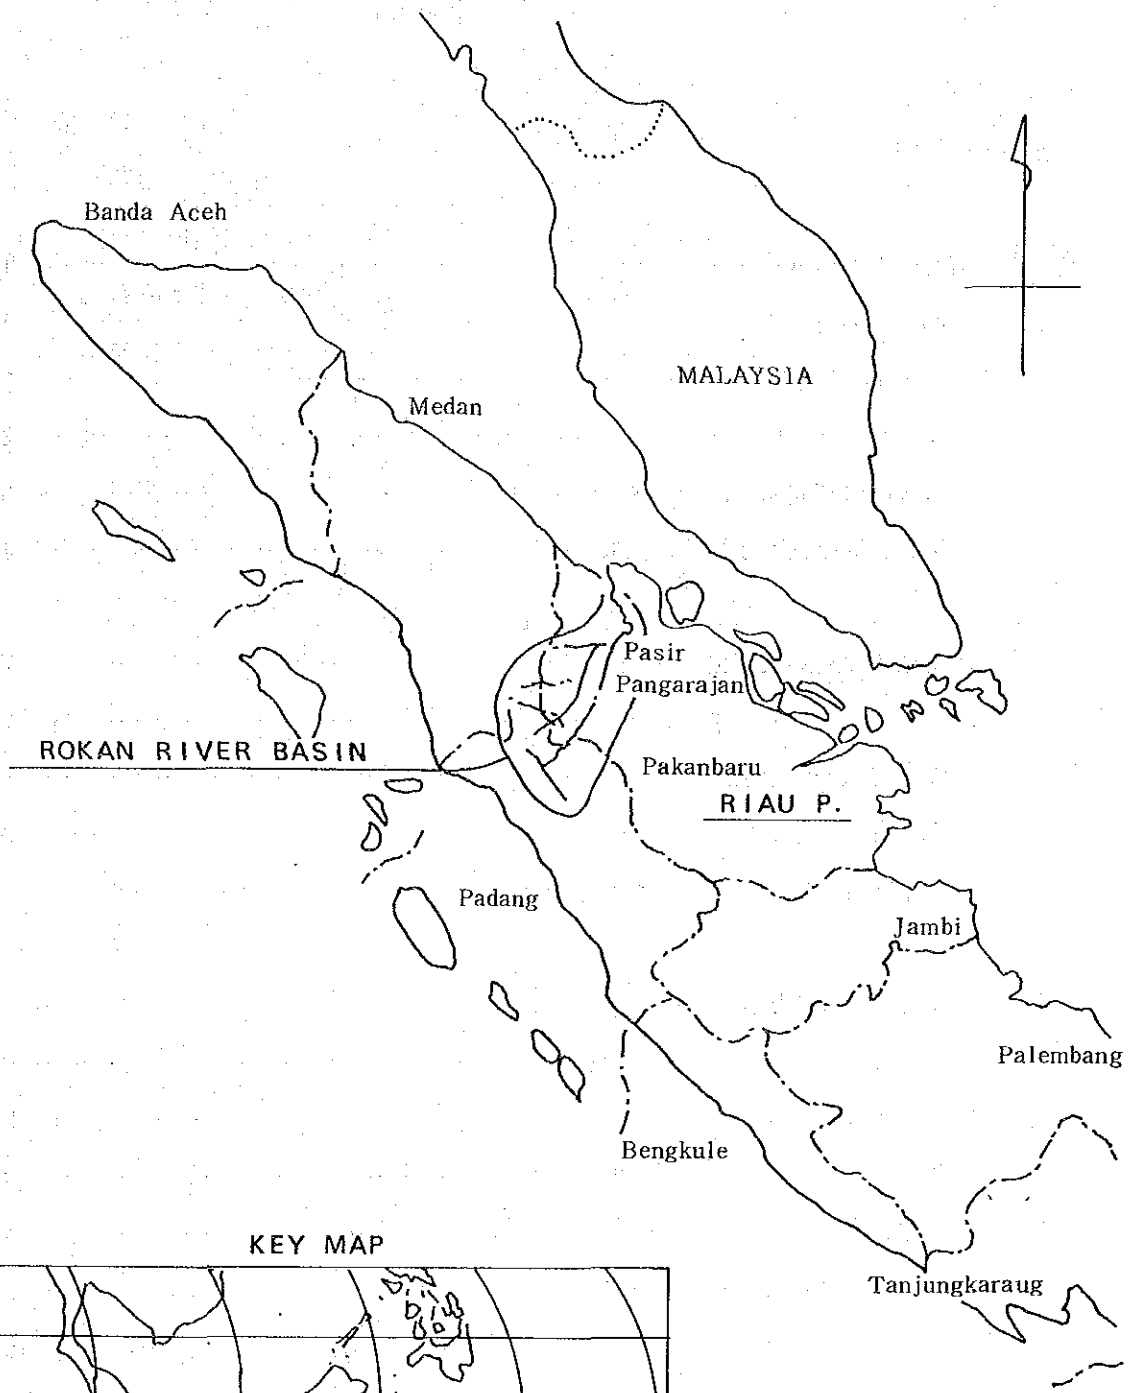 Banda Aceh
MALAYSIA
Medan
Pasir
Pangarajan
ROKAN RIVER BASIN
Pakanbaru
RIAU P.
Padang
Jambi
Palembang
Bengkule
KEY MAP
Tanjungkaraug